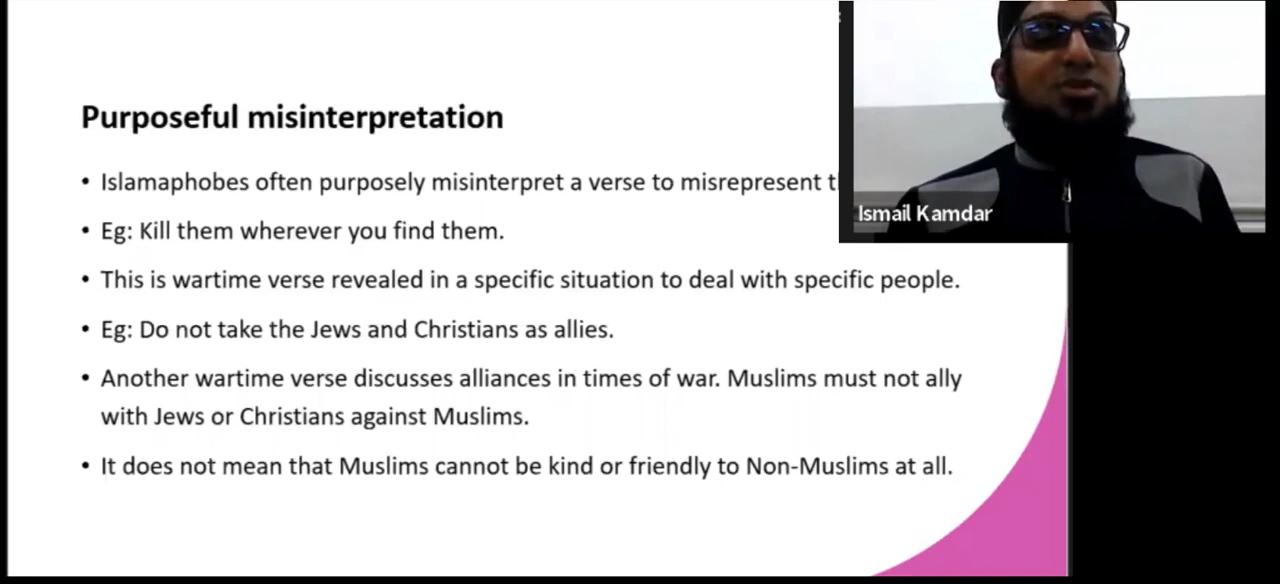 Purposeful misinterpretation
• Islamaphobes often purposely misinterpret a verse to misrepresent
• Eg: Kill them wherever you find them.
• This is wartime verse revealed in a specific situation to deal with specific people.
• Eg: Do not take the Jews and Christians as allies.
• Another wartime verse discusses alliances in times of war. Muslims must not ally
with Jews or Christians against Muslims.
• It does not mean that Muslims cannot be kind or friendly to Non-Muslims at all.
Ismail Kamdar